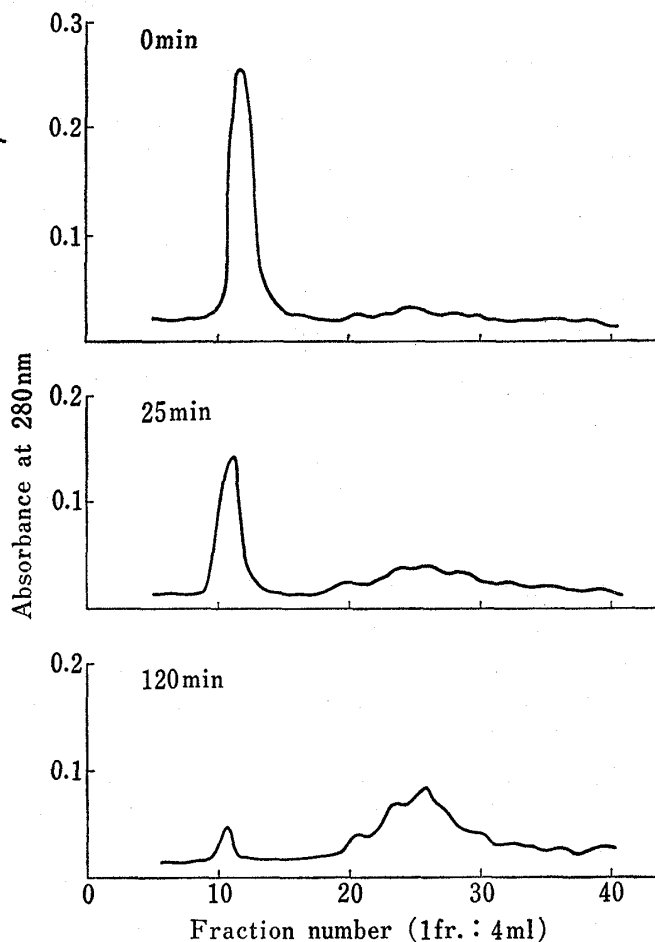 0min
0.3
0.2
0.1
25min
0.2
0.1
120min
0.2
0.1
0 10 20 30 40
Absorbance at 280nm
Fraction number (1fr.: 4ml)